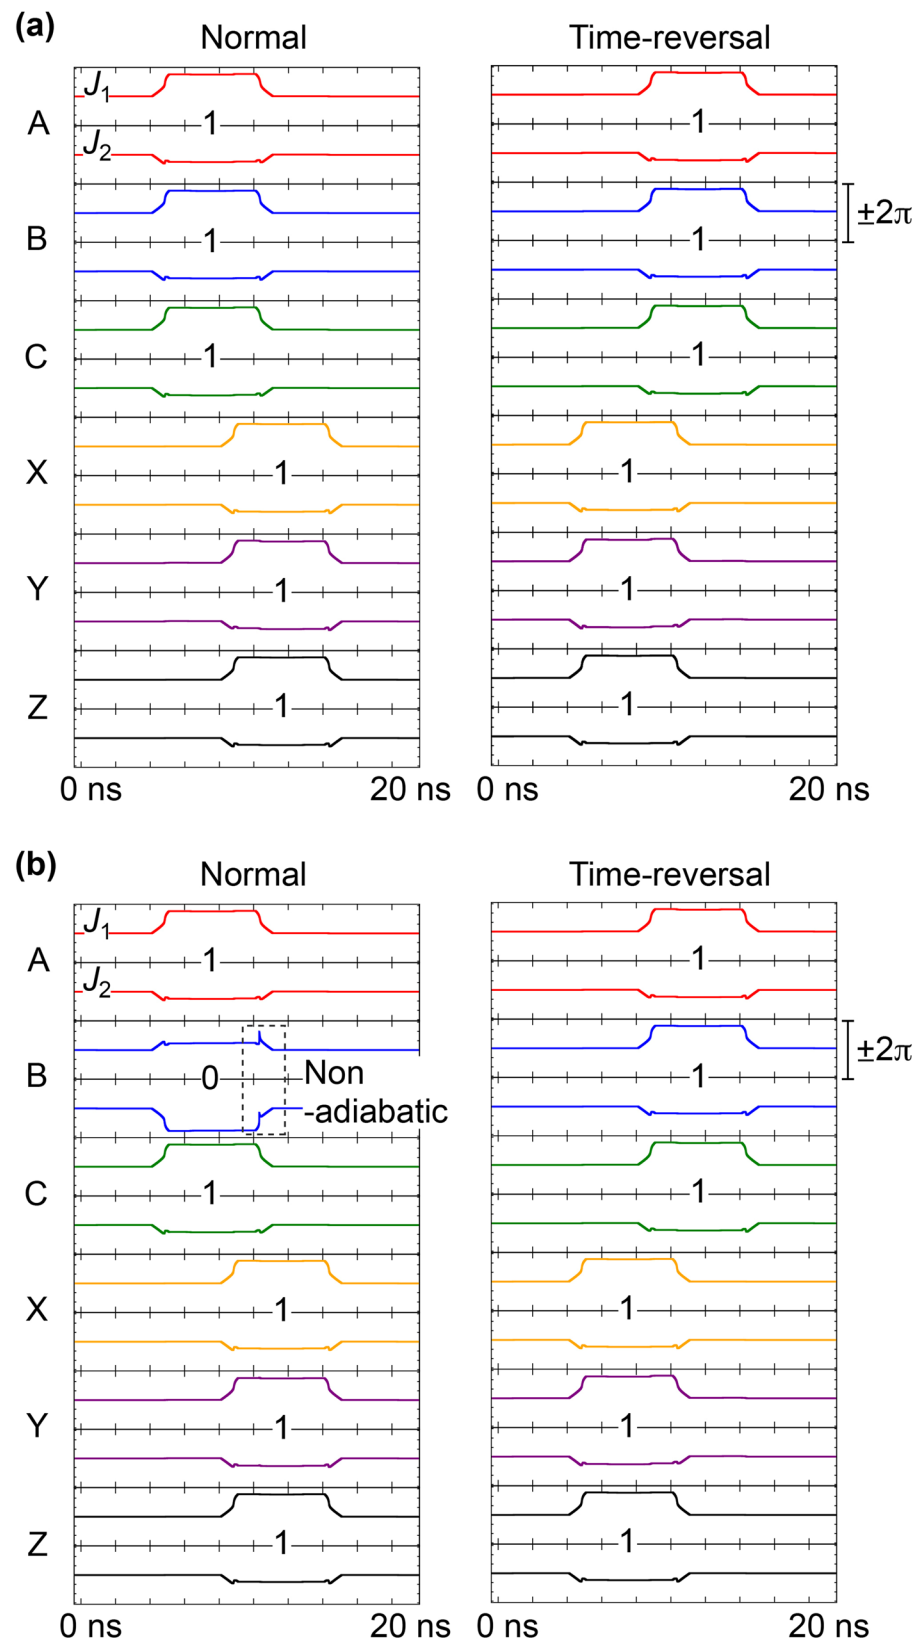 (a)
Normal
Time-reversal
J1
A
1
1
J2
B
1
1
±2π
C
1
1
X
1
1
Y
1
1
Z
1
1
0 ns
20 ns
0 ns
20 ns
(b)
Normal
Time-reversal
J1
A
1
1
J2
B
0
Non
-adiabatic
1
±2π
C
1
1
X
1
1
Y
1
1
Z
1
1
0 ns
20 ns
0 ns
20 ns